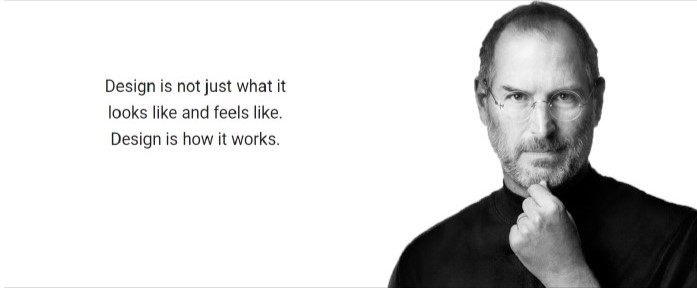 Design is not just what it
looks like and feels like.
Design is how it works.